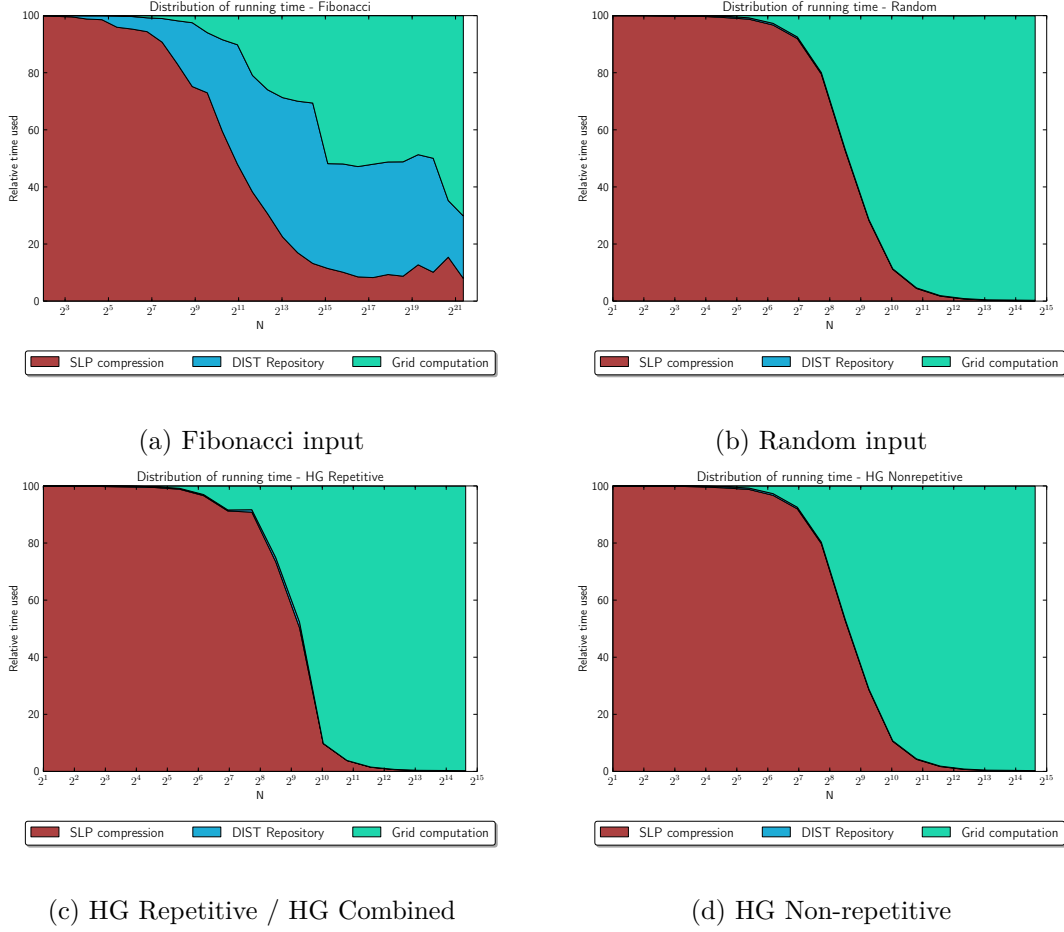 Distribution of running time - Fibonacci
100
80
60
40
20
0
Relative time used
2^3 2^5 2^7 2^9 2^11 2^13 2^15 2^17 2^19 2^21
N
SLP compression DIST Repository Grid computation
(a) Fibonacci input
Distribution of running time - Random
100
80
60
40
20
0
Relative time used
2^1 2^2 2^3 2^4 2^5 2^6 2^7 2^8 2^9 2^10 2^11 2^12 2^13 2^14 2^15
N
SLP compression DIST Repository Grid computation
(b) Random input
Distribution of running time - HG Repetitive
100
80
60
40
20
0
Relative time used
2^1 2^2 2^3 2^4 2^5 2^6 2^7 2^8 2^9 2^10 2^11 2^12 2^13 2^14 2^15
N
SLP compression DIST Repository Grid computation
(c) HG Repetitive / HG Combined
Distribution of running time - HG Nonrepetitive
100
80
60
40
20
0
Relative time used
2^1 2^2 2^3 2^4 2^5 2^6 2^7 2^8 2^9 2^10 2^11 2^12 2^13 2^14 2^15
N
SLP compression DIST Repository Grid computation
(d) HG Non-repetitive